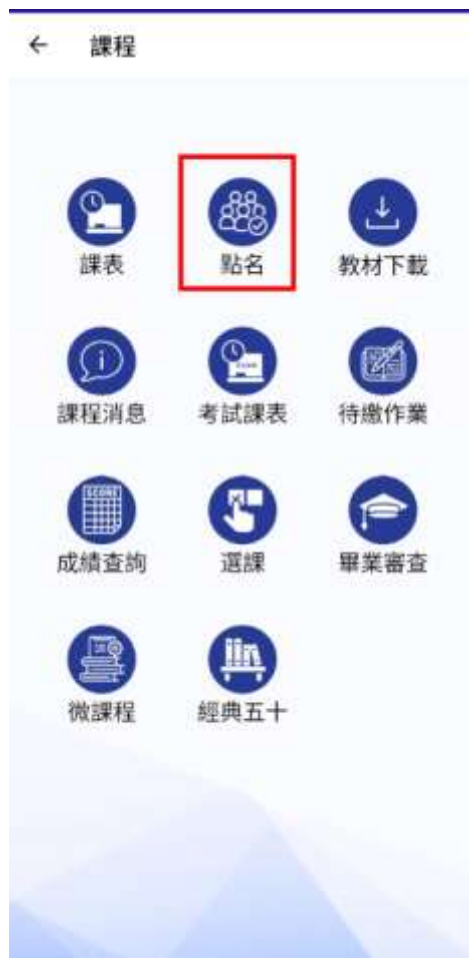 課程
課表
點名
教材下載
課程消息
考試課表
待繳作業
SCORE
成績查詢
選課
畢業審查
微課程
經典五十